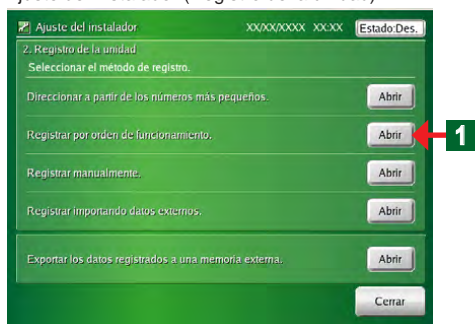 Ajuste del instalador
XX/XX/XXXX XX:XX
Estado:Des.
2. Registro de la unidad
Seleccionar el método de registro.
Direccionar a partir de los números más pequeños.
Abrir
Registrar por orden de funcionamiento.
Abrir
1
Registrar manualmente.
Abrir
Registrar importando datos externos.
Abrir
Exportar los datos registrados a una memoria externa.
Abrir
Cerrar